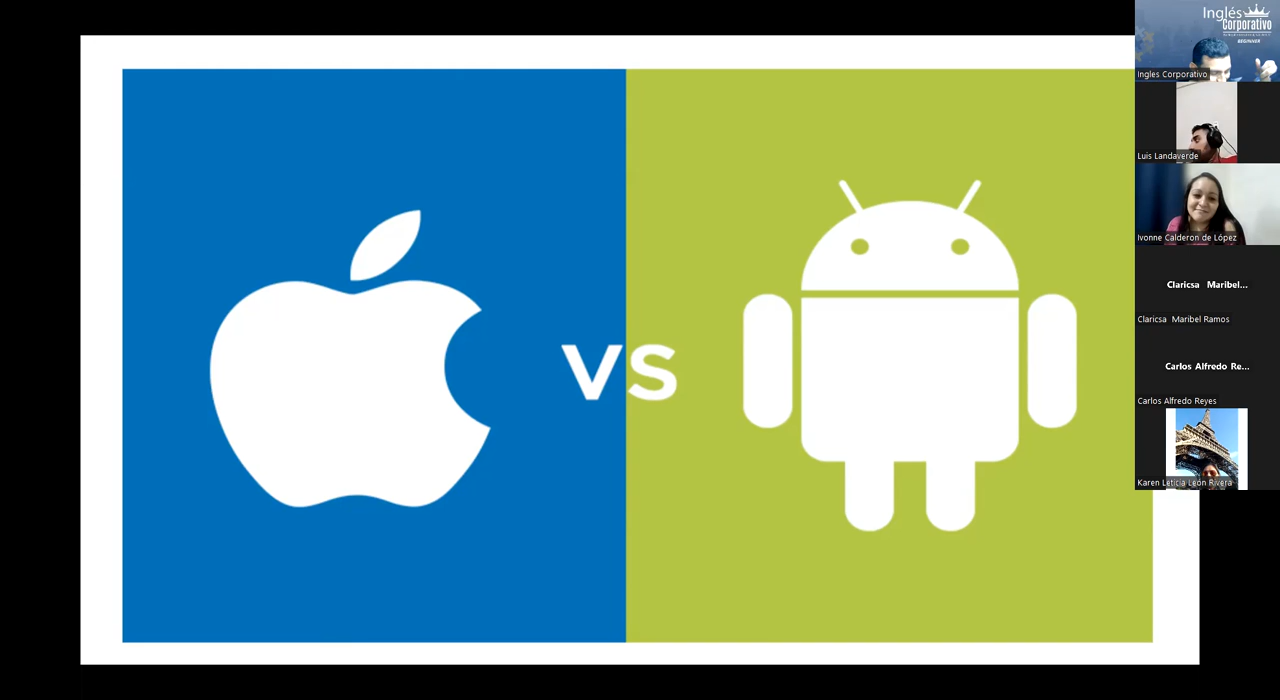 VS
Inglés
Corporativo
BEGINNER
Ingles Corporativo
Luis Landaverde
Ivonne Calderon de López
Claricsa Maribel...
Claricsa Maribel Ramos
Carlos Alfredo Re...
Carlos Alfredo Reyes
Karen Leticia León Rivera